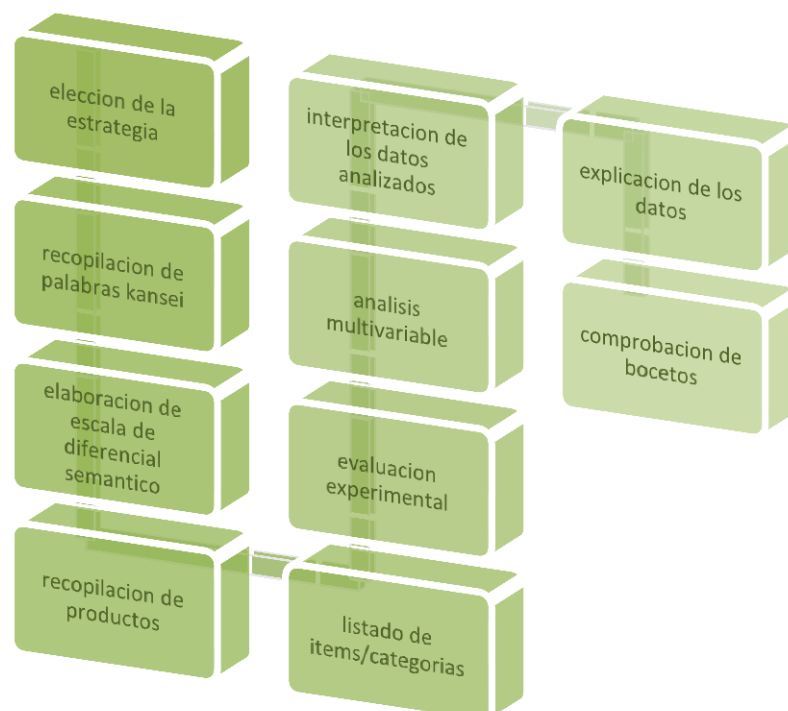 eleccion de la
estrategia
recopilacion de
palabras kansei
elaboracion de
escala de
diferencial
semantico
recopilacion de
productos
listado de
items/categorias
evaluacion
experimental
analisis
multivariable
interpretacion de
los datos
analizados
explicacion de los
datos
comprobacion de
bocetos